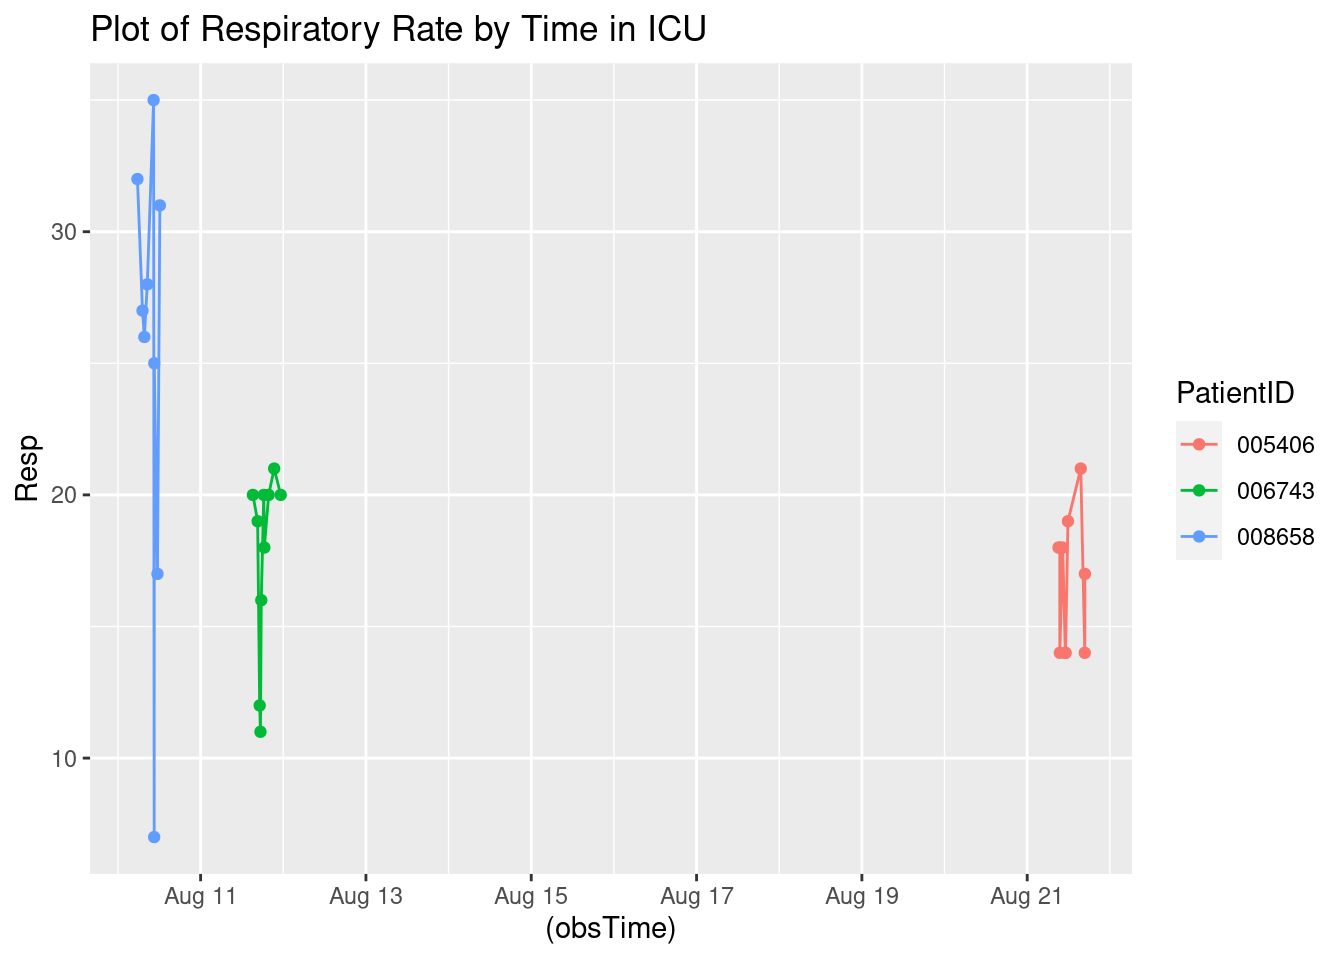 Plot of Respiratory Rate by Time in ICU
Resp
30
20
10
Aug 11 Aug 13 Aug 15 Aug 17 Aug 19 Aug 21
(obsTime)
PatientID
005406
006743
008658